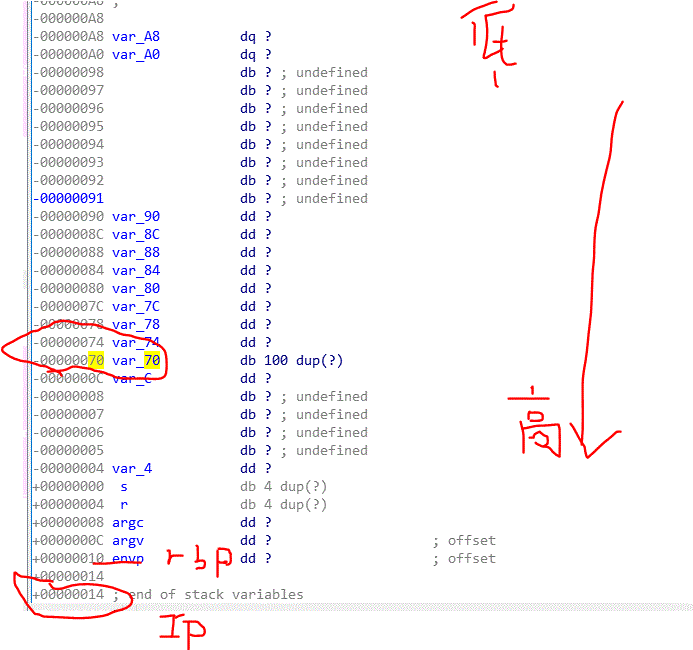 -000000A8 ;
-000000A8
-000000A8 var_A8 dq ?
-000000A0 var_A0 dq ?
-00000098 db ? ; undefined
-00000097 db ? ; undefined
-00000096 db ? ; undefined
-00000095 db ? ; undefined
-00000094 db ? ; undefined
-00000093 db ? ; undefined
-00000092 db ? ; undefined
-00000091 db ? ; undefined
-00000090 var_90 dd ?
-0000008C var_8C dd ?
-00000088 var_88 dd ?
-00000084 var_84 dd ?
-00000080 var_80 dd ?
-0000007C var_7C dd ?
-00000078 var_78 dd ?
-00000074 var_74 dd ?
-00000070 var_70 db 100 dup(?)
-0000000C var_C dd ?
-00000008 db ? ; undefined
-00000007 db ? ; undefined
-00000006 db ? ; undefined
-00000005 db ? ; undefined
-00000004 var_4 dd ?
+00000000 s db 4 dup(?)
+00000004 r db 4 dup(?)
+00000008 argc dd ?
+0000000C argv dd ? ; offset
+00000010 envp dd ? ; offset
+00000014
+00000014 ; end of stack variables
低
高
rbp
Ip